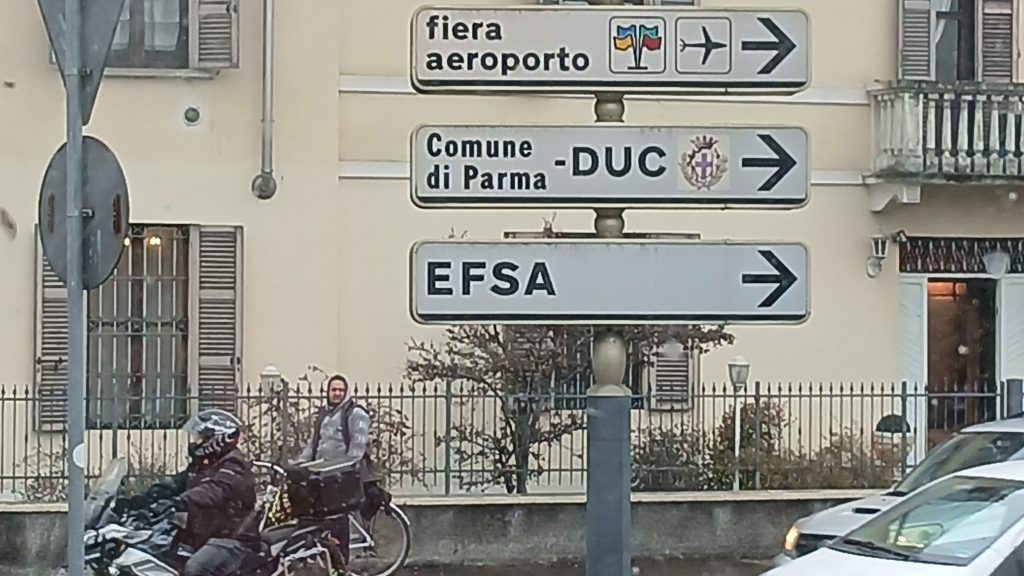 fiera
aeroporto
Comune
di Parma -DUC
EFSA